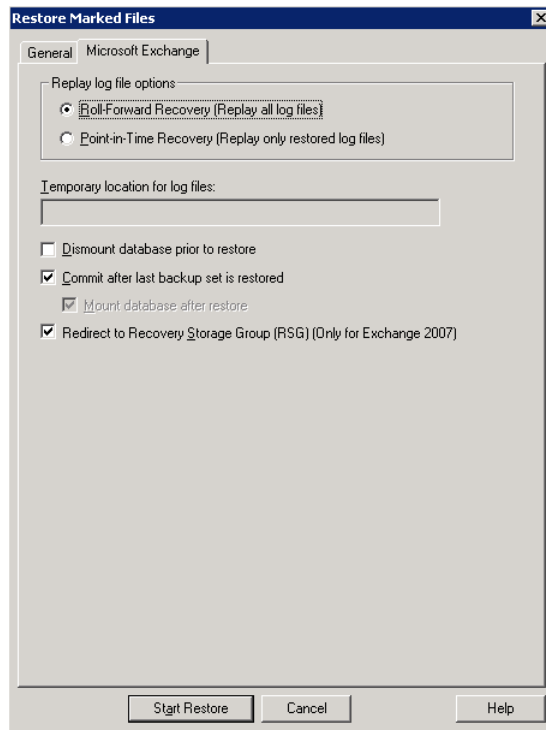 Restore Marked Files
General
Microsoft Exchange
Replay log file options
Roll-Forward Recovery (Replay all log files)
Point-in-Time Recovery (Replay only restored log files)
Temporary location for log files:
Dismount database prior to restore
Commit after last backup set is restored
Mount database after restore
Redirect to Recovery Storage Group (RSG) (Only for Exchange 2007)
Start Restore
Cancel
Help